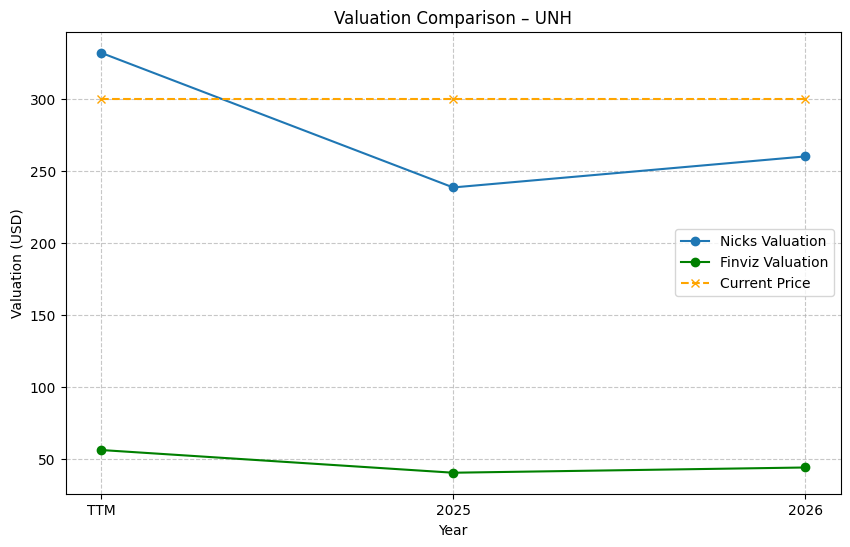 Valuation Comparison – UNH
Valuation (USD)
300
250
200
150
100
50
Nicks Valuation
Finviz Valuation
Current Price
TTM
2025
2026
Year